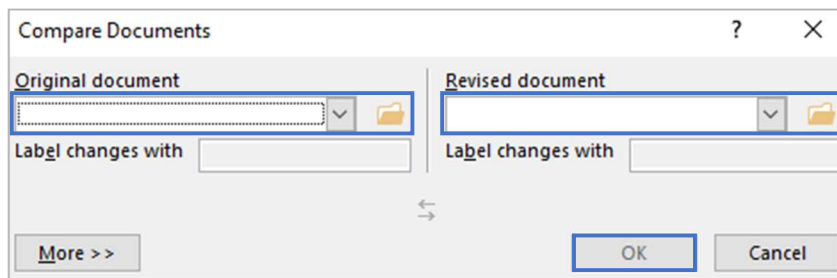 Compare Documents ?
Original document Revised document
Label changes with Label changes with
More >> OK Cancel